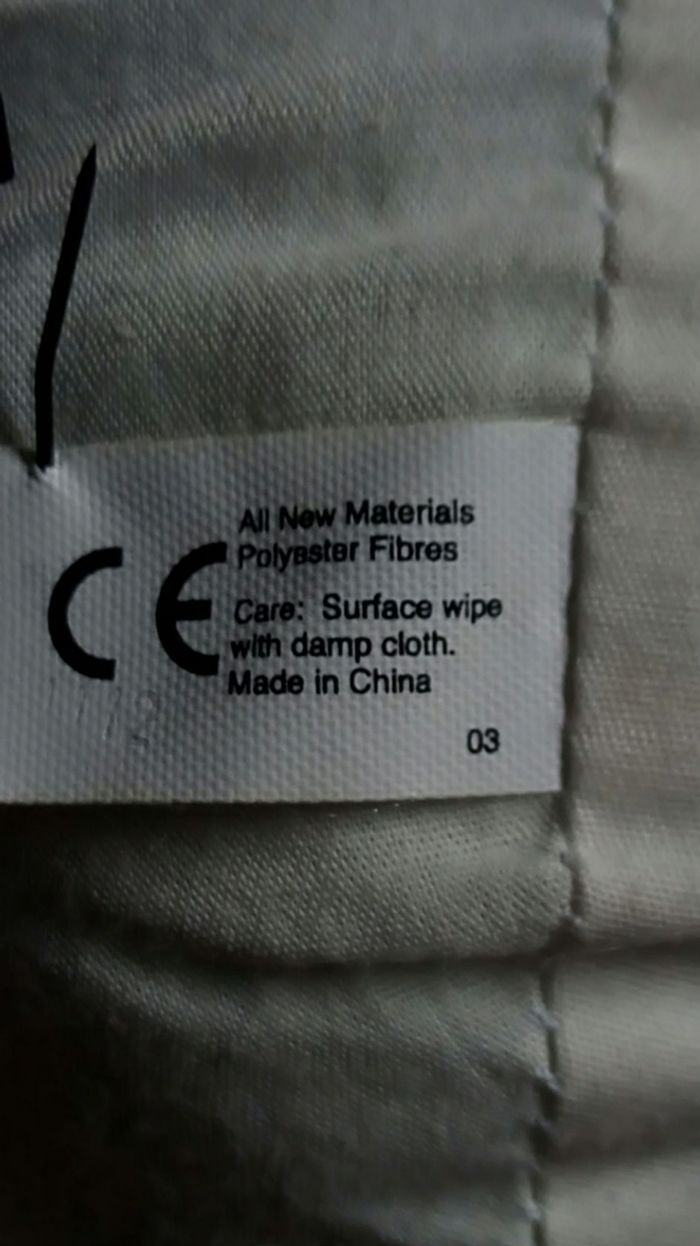 All New Materials
Polyester Fibres
CE
Care: Surface wipe
with damp cloth.
Made in China
03